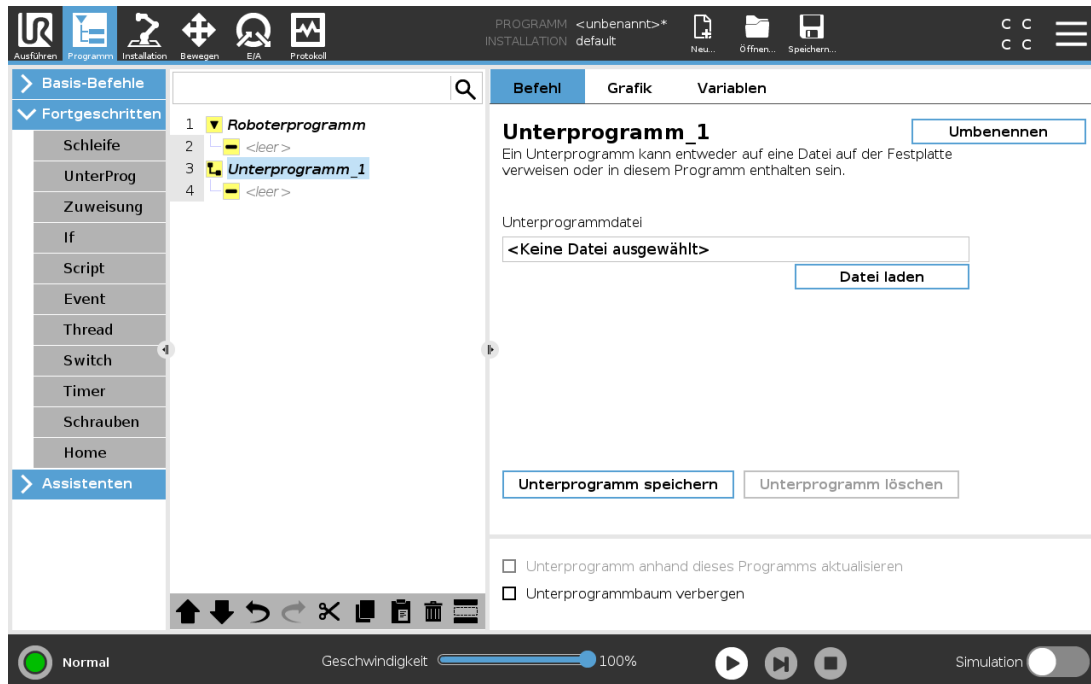 UR
PROGRAMM <unbenannt>*
INSTALLATION default
Ausführen Programm Installation Bewegen E/A Protokoll
Neu... Öffnen... Speichern...
C C
C C
Basis-Befehle
Fortgeschritten
Schleife
UnterProg
Zuweisung
If
Script
Event
Thread
Switch
Timer
Schrauben
Home
Assistenten
1 Roboterprogramm
2 <leer>
3 Unterprogramm_1
4 <leer>
Befehl Grafik Variablen
Unterprogramm_1
Umbenennen
Ein Unterprogramm kann entweder auf eine Datei auf der Festplatte
verweisen oder in diesem Programm enthalten sein.
Unterprogrammdatei
<Keine Datei ausgewählt>
Datei laden
Unterprogramm speichern Unterprogramm löschen
Unterprogramm anhand dieses Programms aktualisieren
Unterprogrammbaum verbergen
Normal Geschwindigkeit 100% Simulation